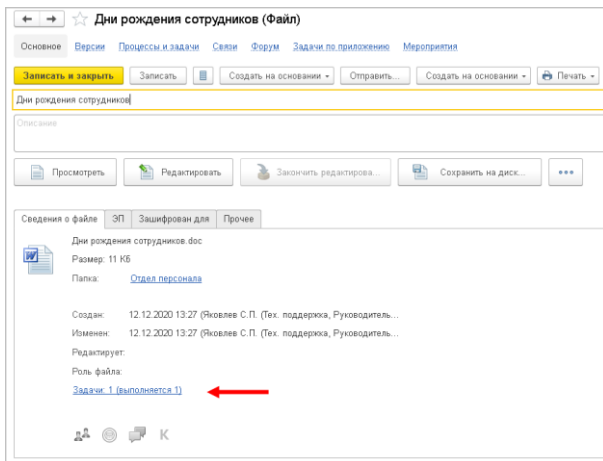 Дни рождения сотрудников (Файл)
Основное Версии Процессы и задачи Связи Форум Задачи по приложению Мероприятия
Записать и закрыть Записать Создать на основании Отправить... Создать на основании Печать
Дни рождения сотрудников
Описание
Просмотреть Редактировать Закончить редактирова... Сохранить на диск...
Сведения о файле ЭП Зашифрован для Прочее
Дни рождения сотрудников.doc
Размер: 11 Кб
Папка: Отдел персонала
Создан: 12.12.2020 13:27 (Яковлев С.П. (Тех. поддержка, Руководитель...
Изменен: 12.12.2020 13:27 (Яковлев С.П. (Тех. поддержка, Руководитель...
Редактирует:
Роль файла:
Задачи: 1 (выполняется 1)
К